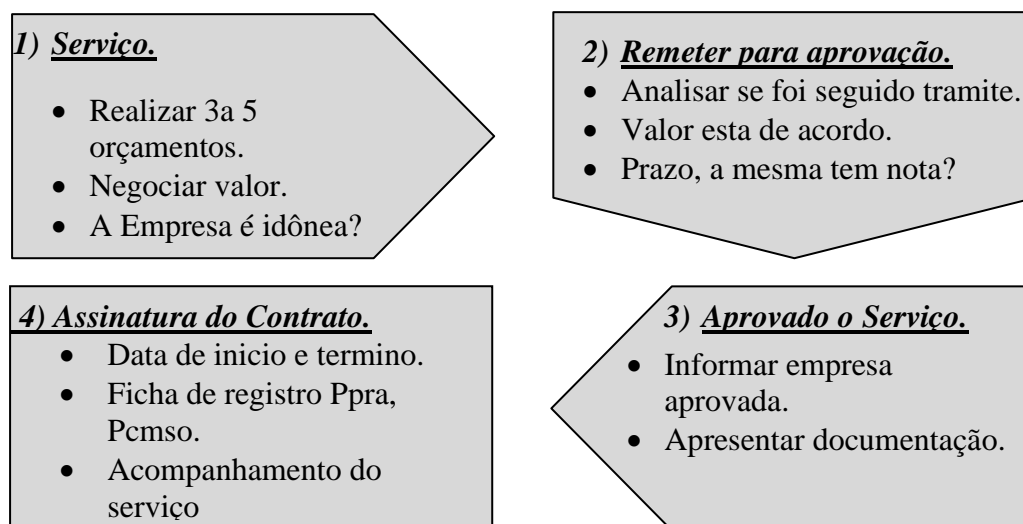 1) Serviço.
• Realizar 3a 5
orçamentos.
• Negociar valor.
• A Empresa é idônea?
2) Remeter para aprovação.
• Analisar se foi seguido tramite.
• Valor esta de acordo.
• Prazo, a mesma tem nota?
3) Aprovado o Serviço.
• Informar empresa
aprovada.
• Apresentar documentação.
4) Assinatura do Contrato.
• Data de inicio e termino.
• Ficha de registro Ppra,
Pcmso.
• Acompanhamento do
serviço